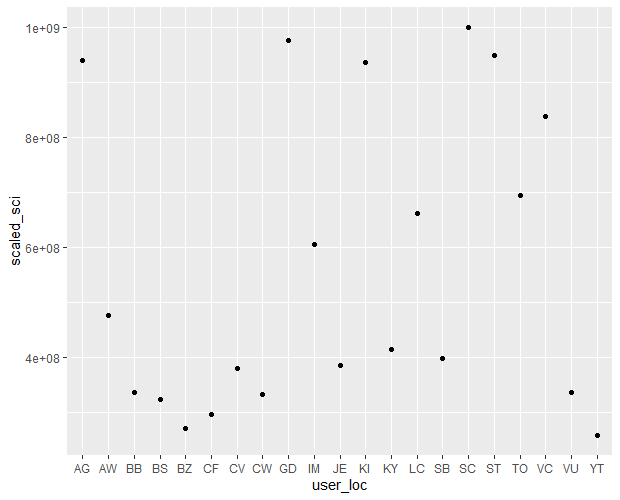 1e+09
8e+08
6e+08
4e+08
scaled_sci
AG AW BB BS BZ CF CV CW GD IM JE KI KY LC SB SC ST TO VC VU YT
user_loc